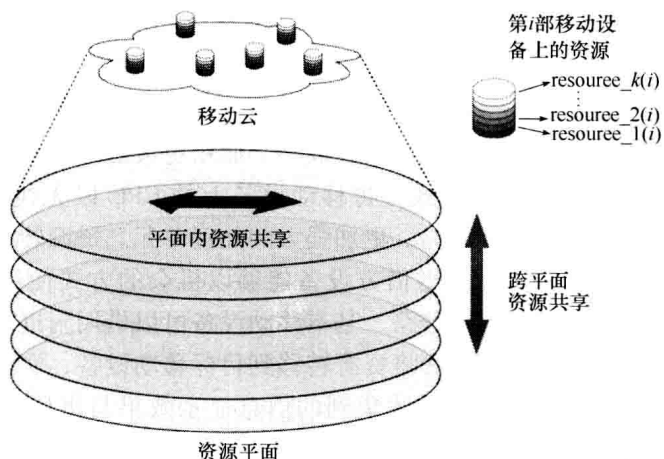 第i部移动设
备上的资源
resouree_k(i)
resouree_2(i)
resouree_1(i)
移动云
平面内资源共享
跨平面
资源共享
资源平面